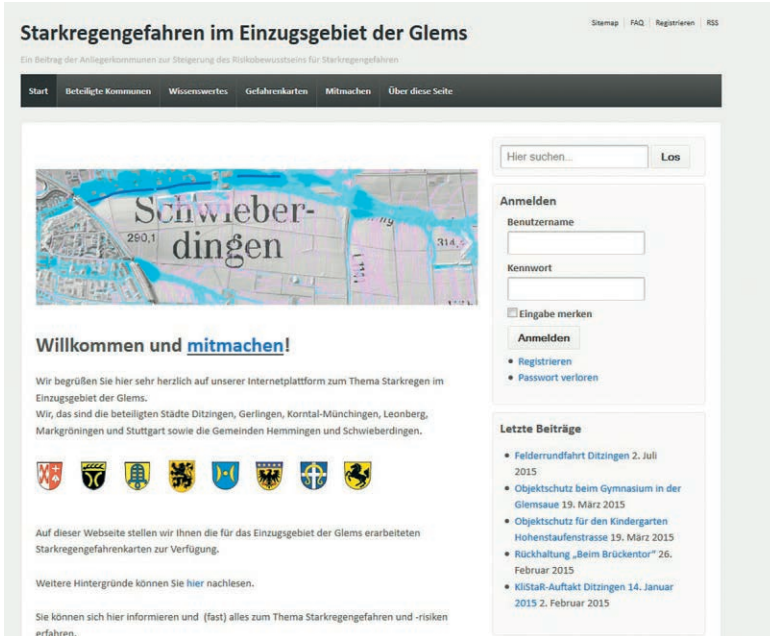 Starkregengefahren im Einzugsgebiet der Glems
Sitemap FAQ Registrieren RSS
Ein Beitrag der Anliegerkommunen zur Steigerung des Risikobewusstseins für Starkregengefahren
Start Beteiligte Kommunen Wissenswertes Gefahrenkarten Mitmachen Über diese Seite
Schwieber-
dingen
290,1
314,
Willkommen und mitmachen!
Wir begrüßen Sie hier sehr herzlich auf unserer Internetplattform zum Thema Starkregen im
Einzugsgebiet der Glems.
Wir, das sind die beteiligten Städte Ditzingen, Gerlingen, Korntal-Münchingen, Leonberg,
Markgröningen und Stuttgart sowie die Gemeinden Hemmingen und Schwieberdingen.
Auf dieser Webseite stellen wir Ihnen die für das Einzugsgebiet der Glems erarbeiteten
Starkregengefahrenkarten zur Verfügung.
Weitere Hintergründe können Sie hier nachlesen.
Sie können sich hier informieren und (fast) alles zum Thema Starkregengefahren und -risiken
erfahren.
Hier suchen... Los
Anmelden
Benutzername
Kennwort
Eingabe merken
Anmelden
Registrieren
Passwort verloren
Letzte Beiträge
Felderrundfahrt Ditzingen 2. Juli
2015
Objektschutz beim Gymnasium in der
Glemsaue 19. März 2015
Objektschutz für den Kindergarten
Hohenstaufenstrasse 19. März 2015
Rückhaltung „Beim Brückentor" 26.
Februar 2015
KliStaR-Auftakt Ditzingen 14. Januar
2015 2. Februar 2015